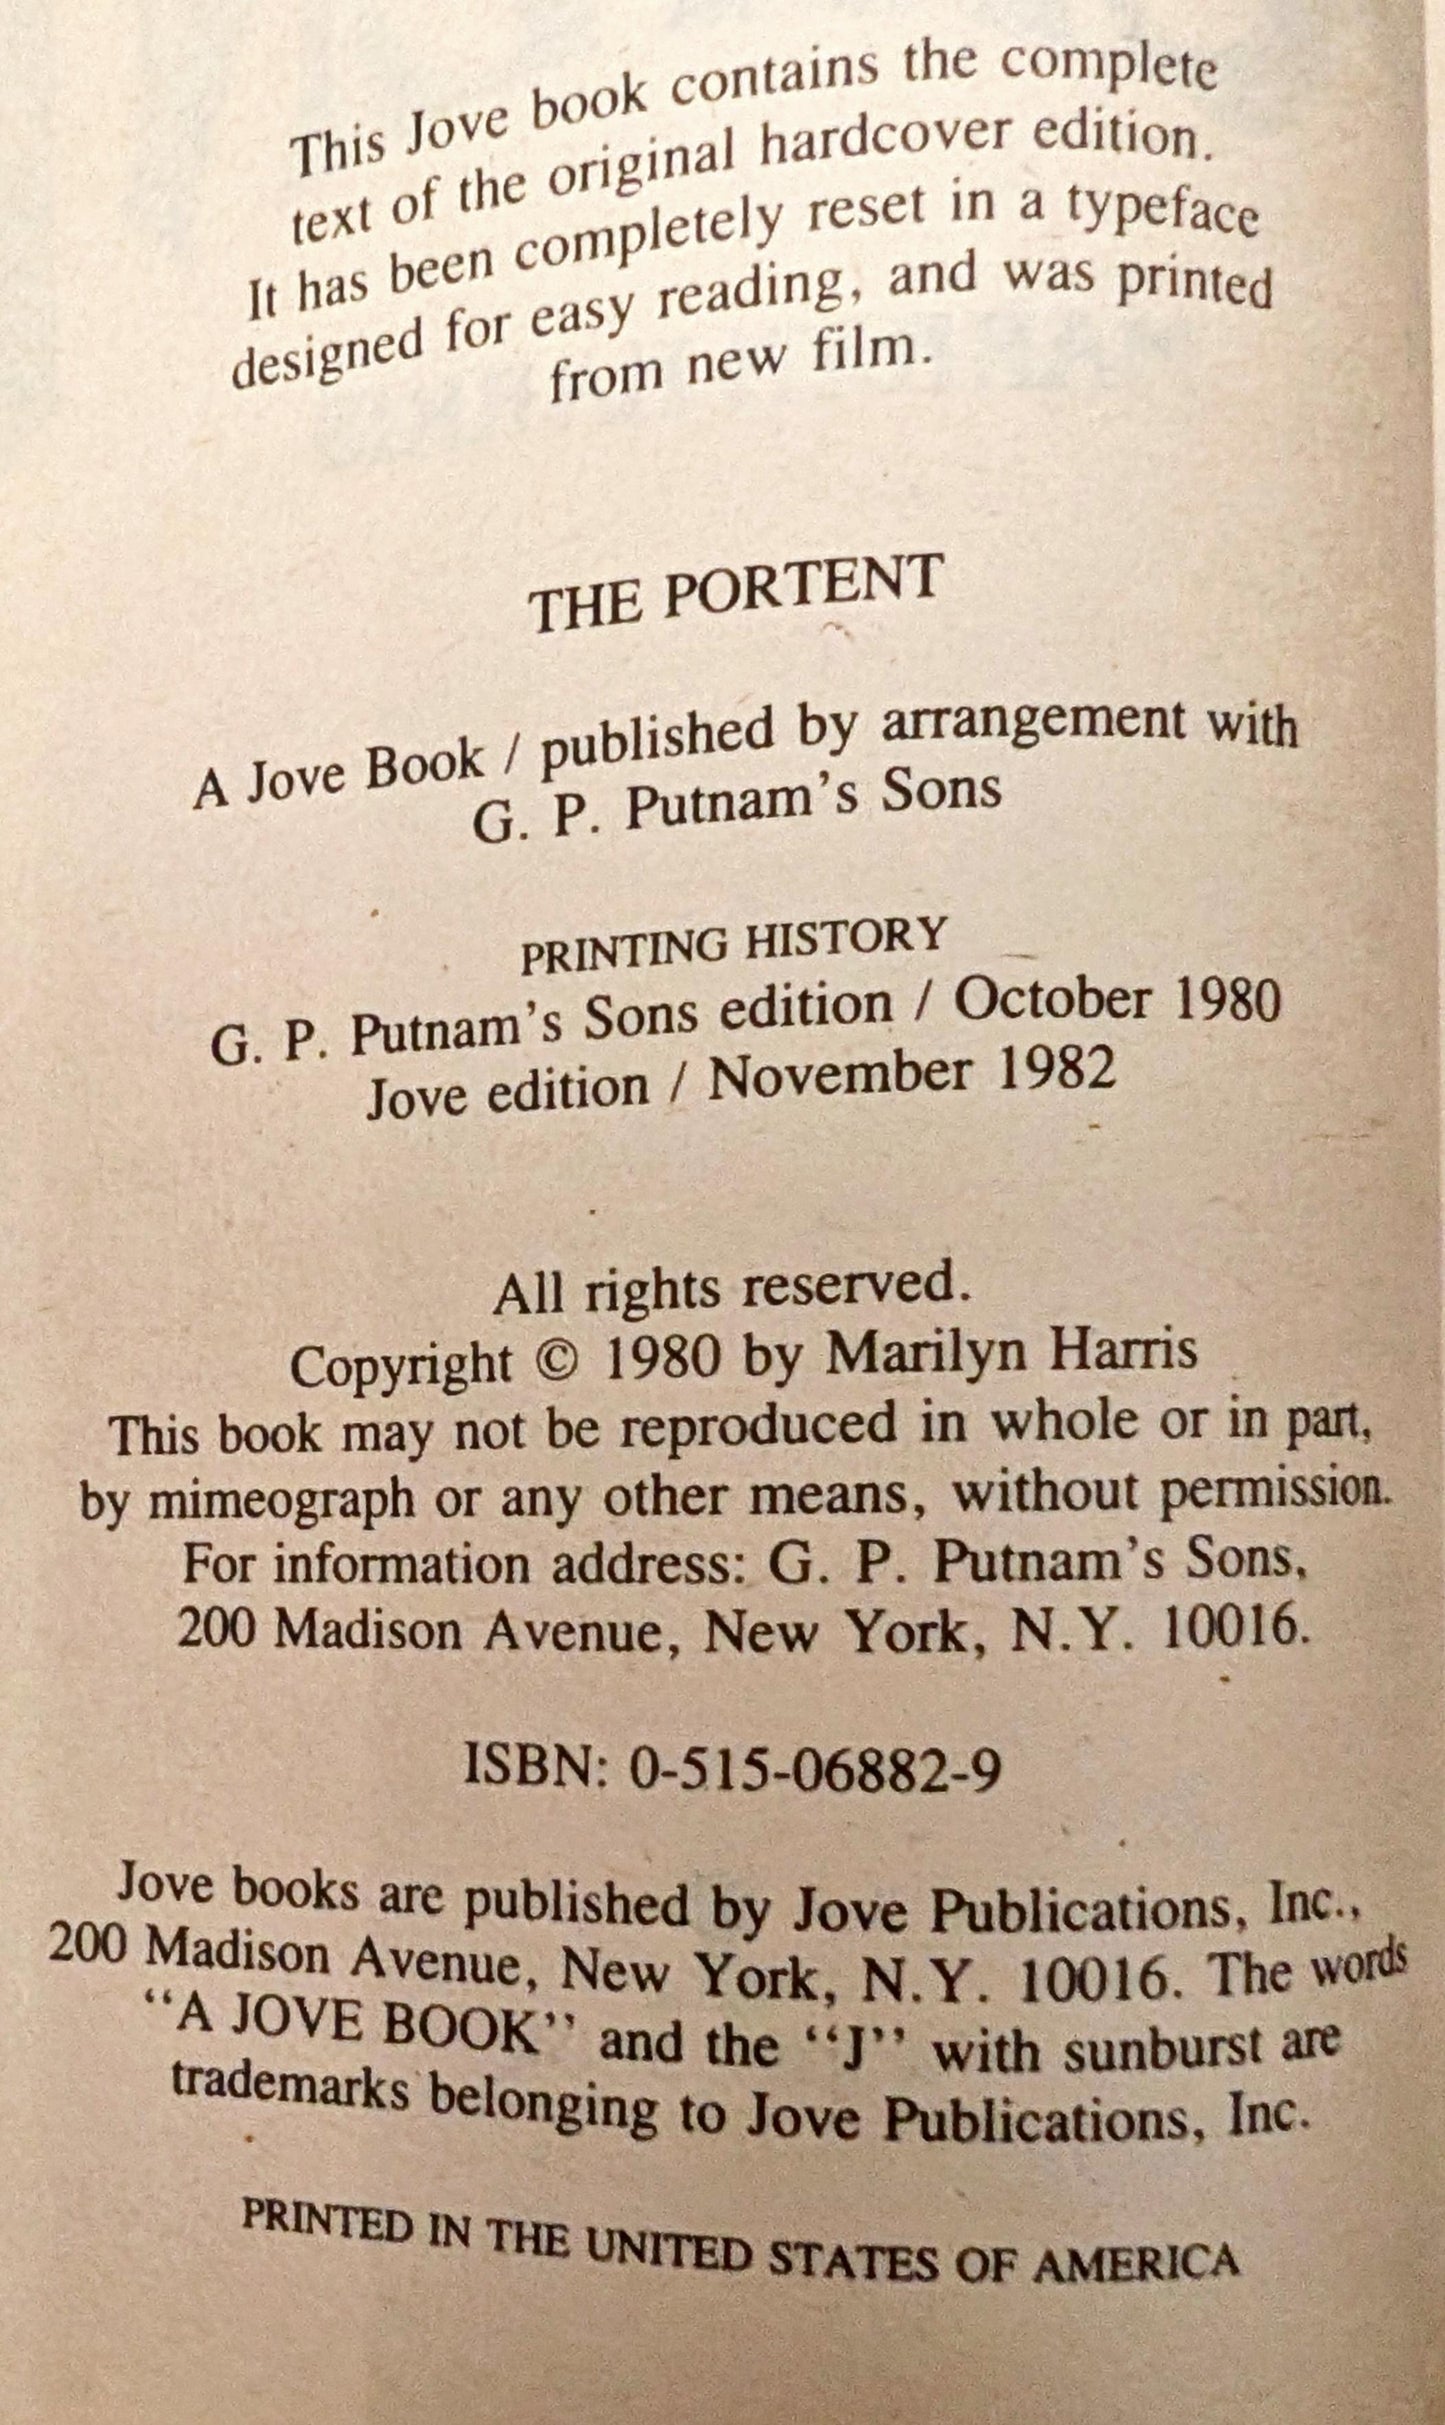 This Jove book contains the complete
text of the original hardcover edition.
It has been completely reset in a typeface
designed for easy reading, and was printed
from new film.
THE PORTENT
A Jove Book / published by arrangement with
G. P. Putnam’s Sons
PRINTING HISTORY
G. P. Putnam’s Sons edition / October 1980
Jove edition / November 1982
All rights reserved.
Copyright © 1980 by Marilyn Harris
This book may not be reproduced in whole or in part,
by mimeograph or any other means, without permission.
For information address: G. P. Putnam’s Sons,
200 Madison Avenue, New York, N.Y. 10016.
ISBN: 0-515-06882-9
Jove books are published by Jove Publications, Inc.,
200 Madison Avenue, New York, N.Y. 10016. The words
“A JOVE BOOK” and the “J” with sunburst are
trademarks belonging to Jove Publications, Inc.
PRINTED IN THE UNITED STATES OF AMERICA